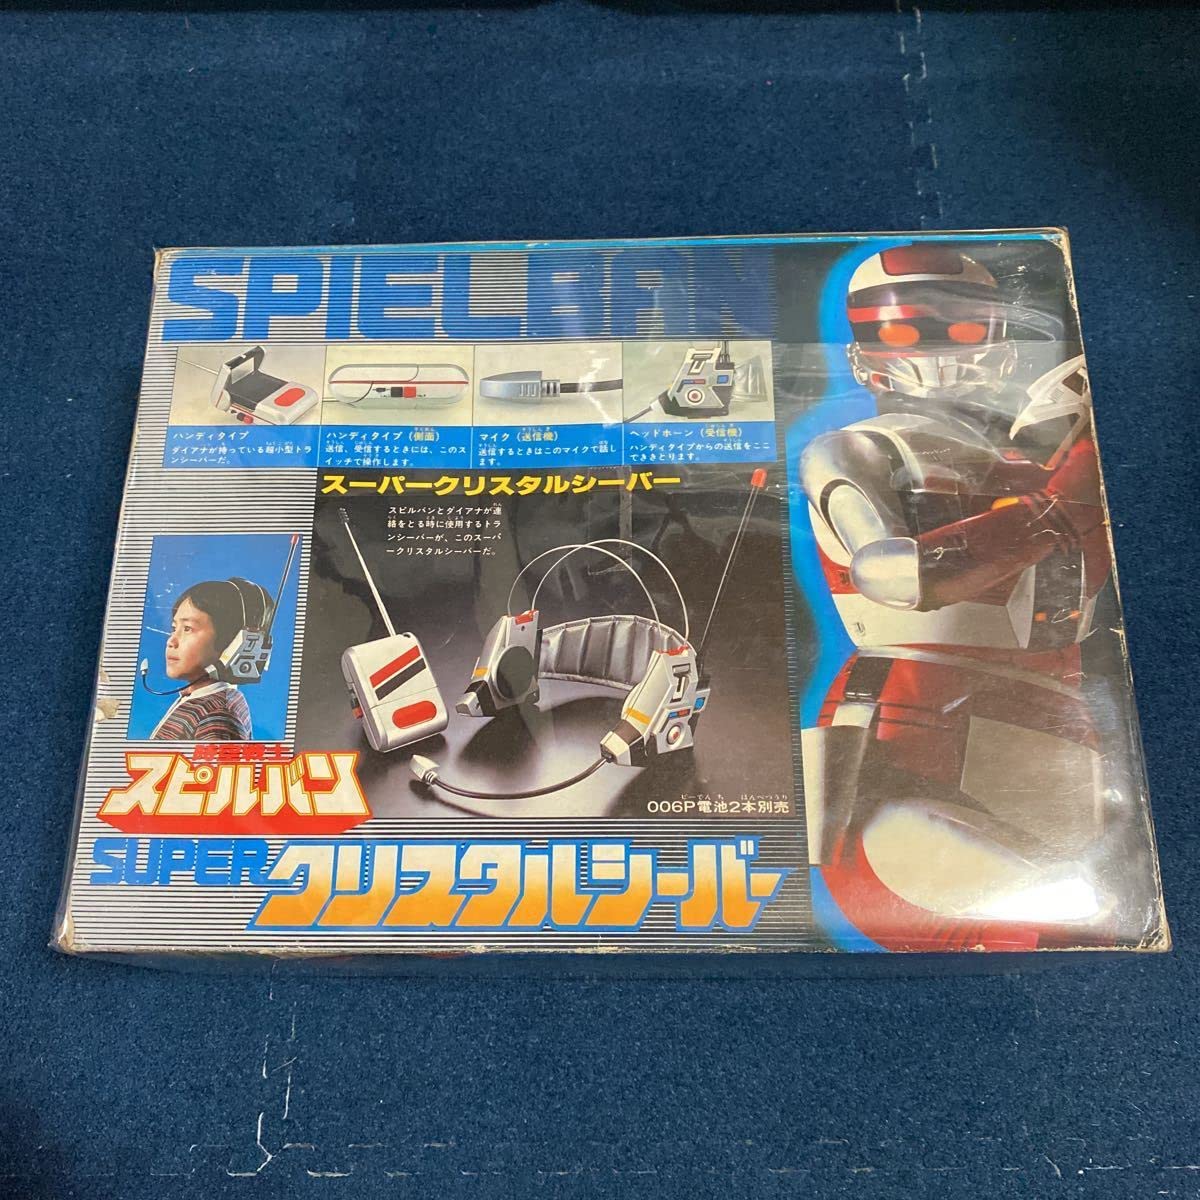 SPIELBAN
ハンディタイプ
ダイアナが持っている超小型トラ
ンシーバーだ。
ハンディタイプ（側面）
送信、受信するときには、このス
イッチで操作します。
マイク（送信機）
送信するときはこのマイクで話し
ます。
ヘッドホーン（受信機）
ハンディタイプからの送信をここ
できききとります。
スーパークリスタルシーバー
スピルバンとダイアナが連
絡をとる時に使用するトラ
ンシーバーが、このスーパ
ークリスタルシーバーだ。
006P電池2本別売
時空戦士
スピルバン
SUPER
クリスタルシーバー